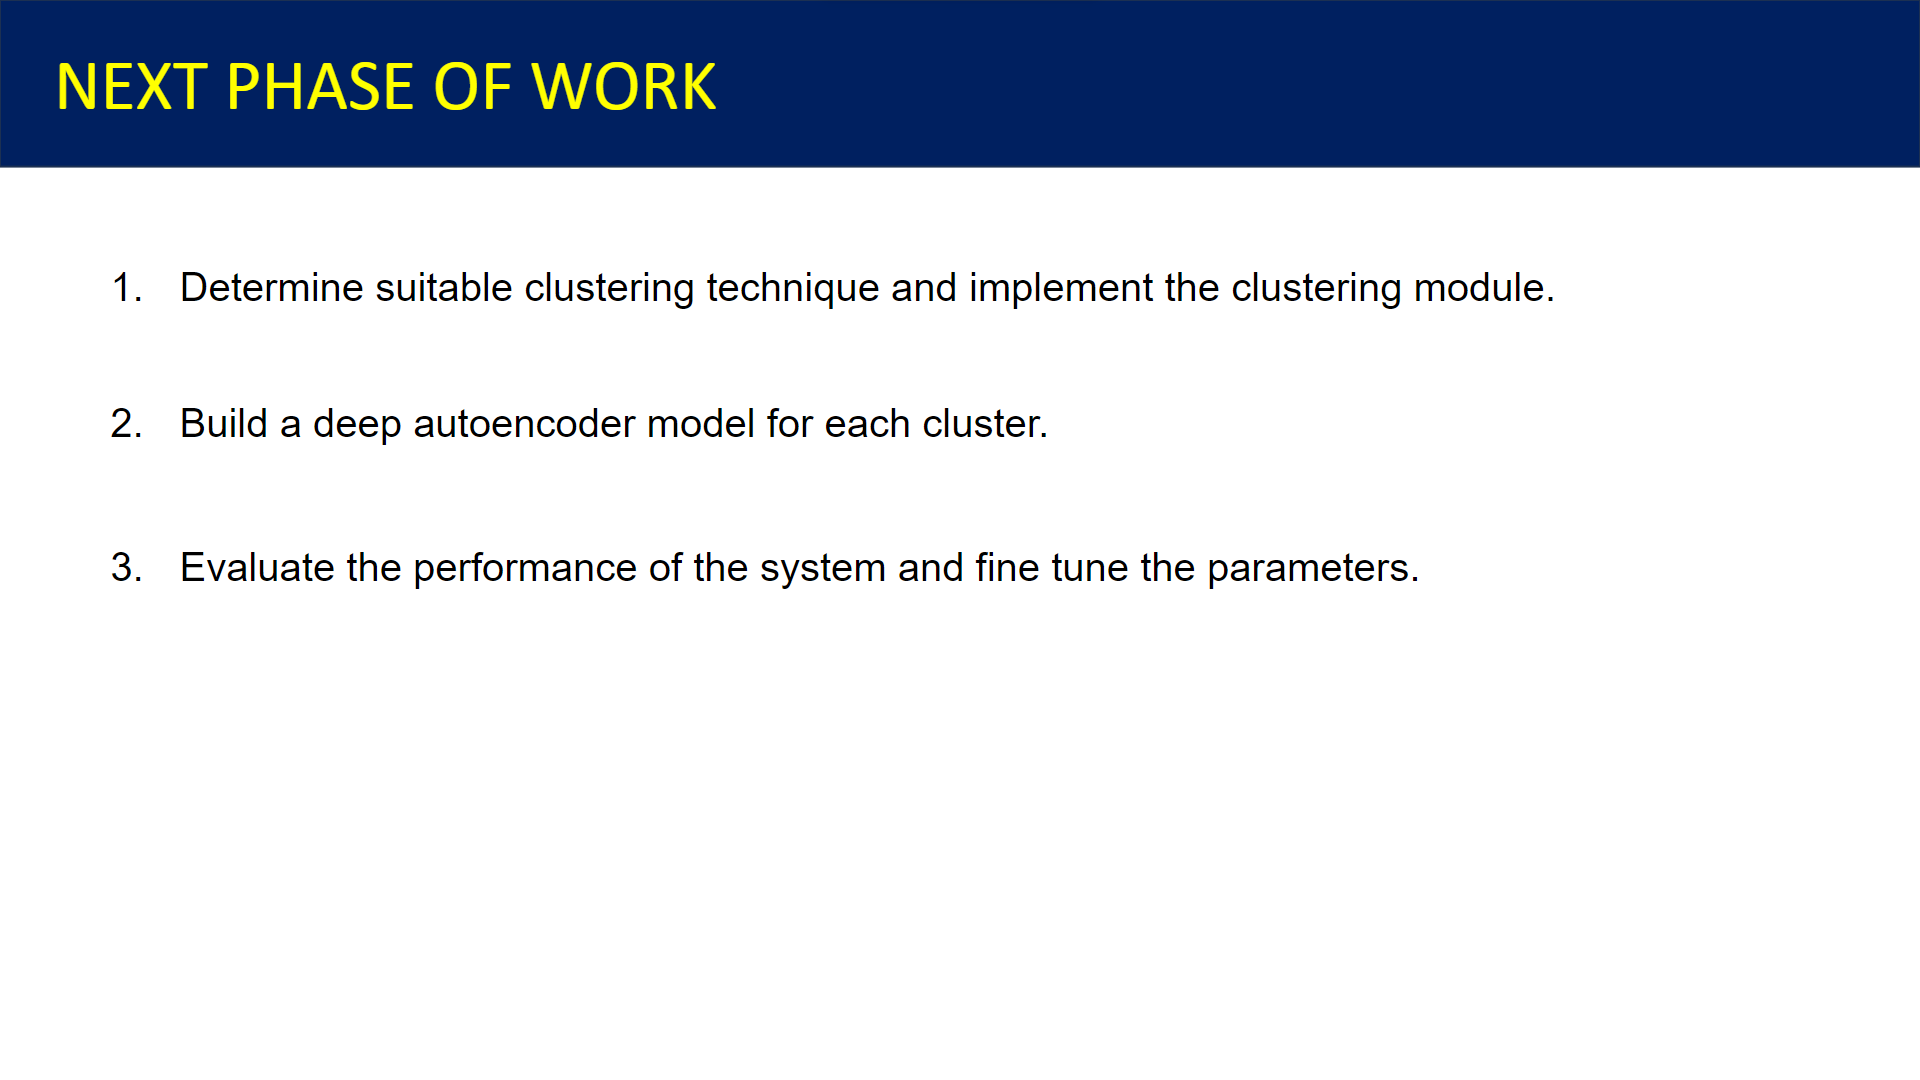 NEXT PHASE OF WORK
1. Determine suitable clustering technique and implement the clustering module.
2. Build a deep autoencoder model for each cluster.
3. Evaluate the performance of the system and fine tune the parameters.